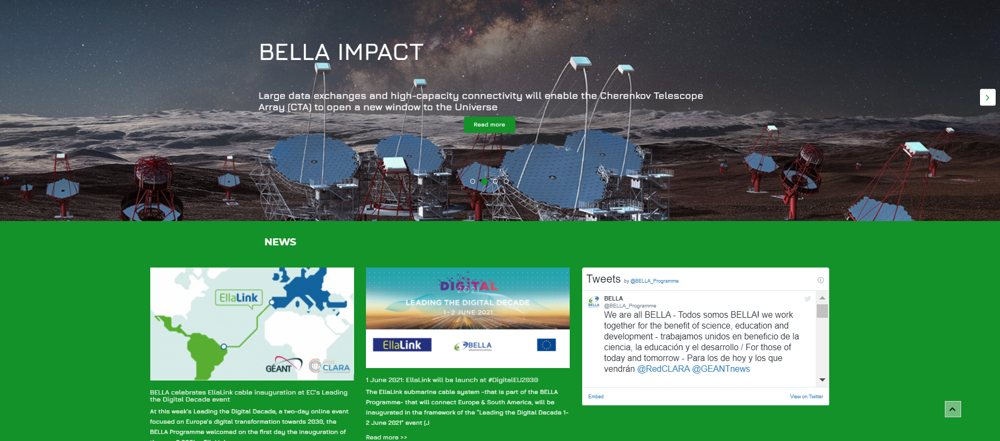 BELLA IMPACT
Large data exchanges and high-capacity connectivity will enable the Cherenkov Telescope
Array (CTA) to open a new window to the Universe
Read more
NEWS
EllaLink
GÉANT
Red
CLARA
BELLA celebrates EllaLink cable inauguration at EC's Leading
the Digital Decade event
At this week's Leading the Digital Decade, a two-day online event
focused on Europe's digital transformation towards 2030, the
BELLA Programme welcomed on the first day the inauguration of
DIGITAL
2021
LEADING THE DIGITAL DECADE
1-2 JUNE 2021
EllaLink
BELLA
1 June 2021: EllaLink will be launch at #DigitalEU2030
The EllaLink submarine cable system -that is part of the BELLA
Programme- that will connect Europe & South America, will be
inaugurated in the framework of the "Leading the Digital Decade 1-
2 June 2021" event (J
Read more >>
Tweets by @BELLA_Programme
BELLA
BELLA
@BELLA_Programme
We are all BELLA - Todos somos BELLA! we work
together for the benefit of science, education and
development - trabajamos unidos en beneficio de la
ciencia, la educación y el desarrollo / For those of
today and tomorrow - Para los de hoy y los que
vendrán @RedCLARA @GEANTnews
Embed
View on Twitter